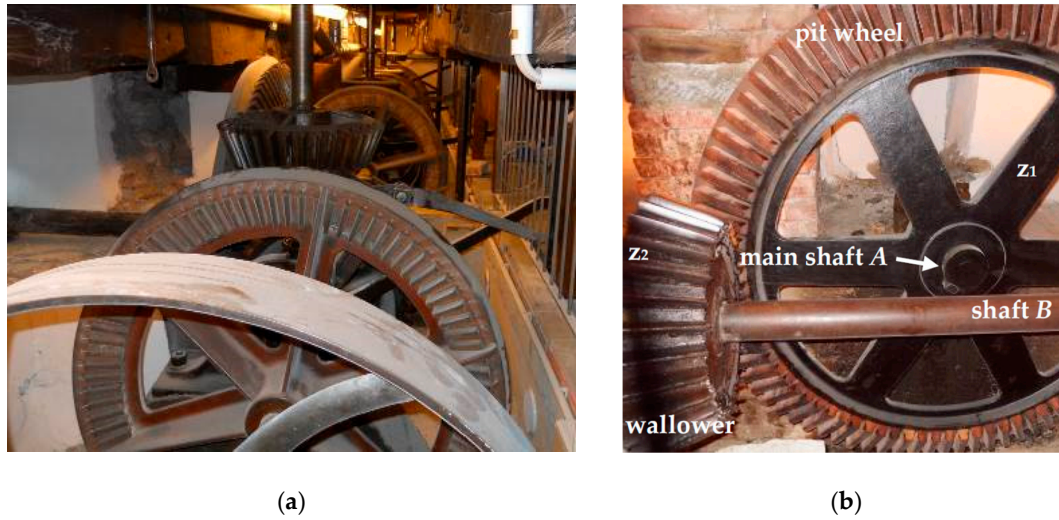 pit wheel
z1
z2
main shaft A
shaft B
wallower
(a)
(b)